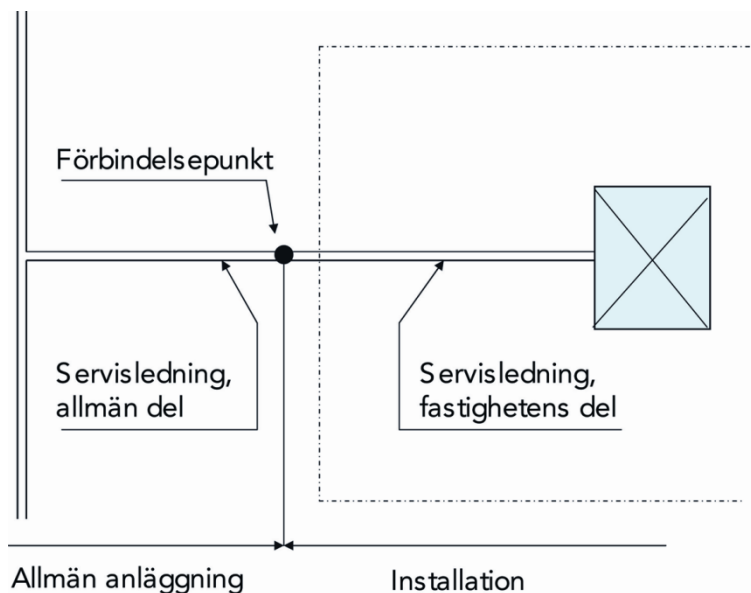 Förbindelsepunkt
Servisledning,
allmän del
Servisledning,
fastighetens del
Allmän anläggning
Installation